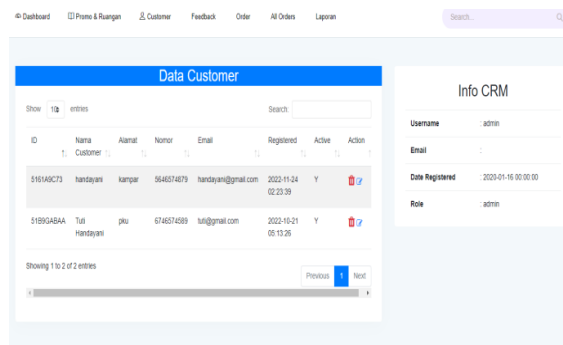 Dashboard Promo & Ruangan Customer Feedback Order All Orders Laporan Search...
Data Customer
Show 10 entries Search:
ID Nama Customer Alamat Nomor Email Registered Active Action
5161A9C73 handayani kampar 5646574879 handayani@gmail.com 2022-11-24 02:23:39 Y
51B9GABAA Tuti Handayani pku 6746574589 tuti@gmail.com 2022-10-21 05:13:26 Y
Showing 1 to 2 of 2 entries
Previous 1 Next
Info CRM
Username : admin
Email :
Date Registered : 2020-01-16 00:00:00
Role : admin